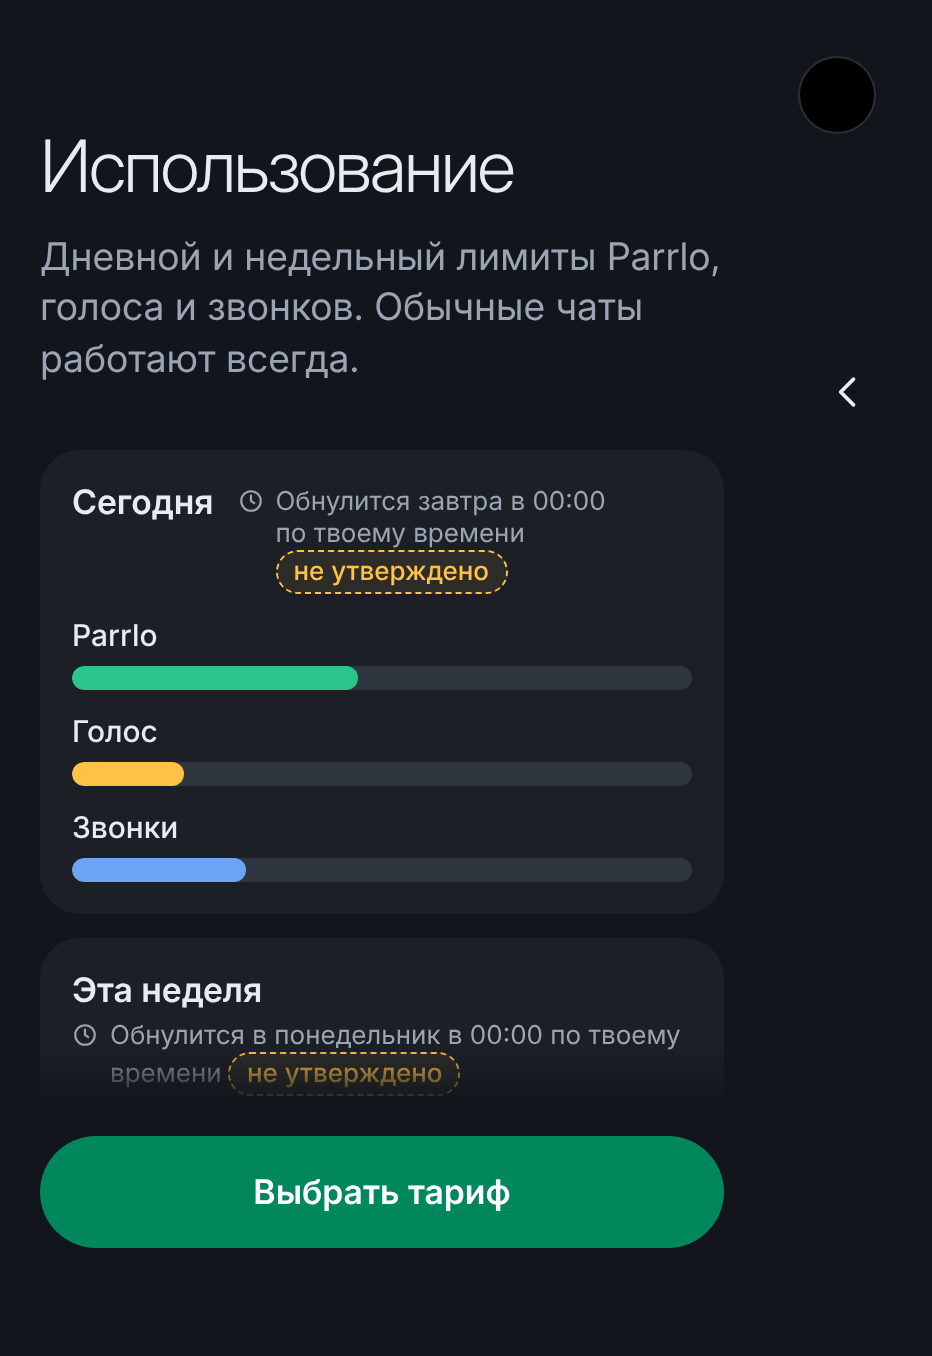 Использование
Дневной и недельный лимиты Parrlo,
голоса и звонков. Обычные чаты
работают всегда.
Сегодня
Обнулится завтра в 00:00
по твоему времени
не утверждено
Parrlo
Голос
Звонки
Эта неделя
Обнулится в понедельник в 00:00 по твоему
времени не утверждено
Выбрать тариф